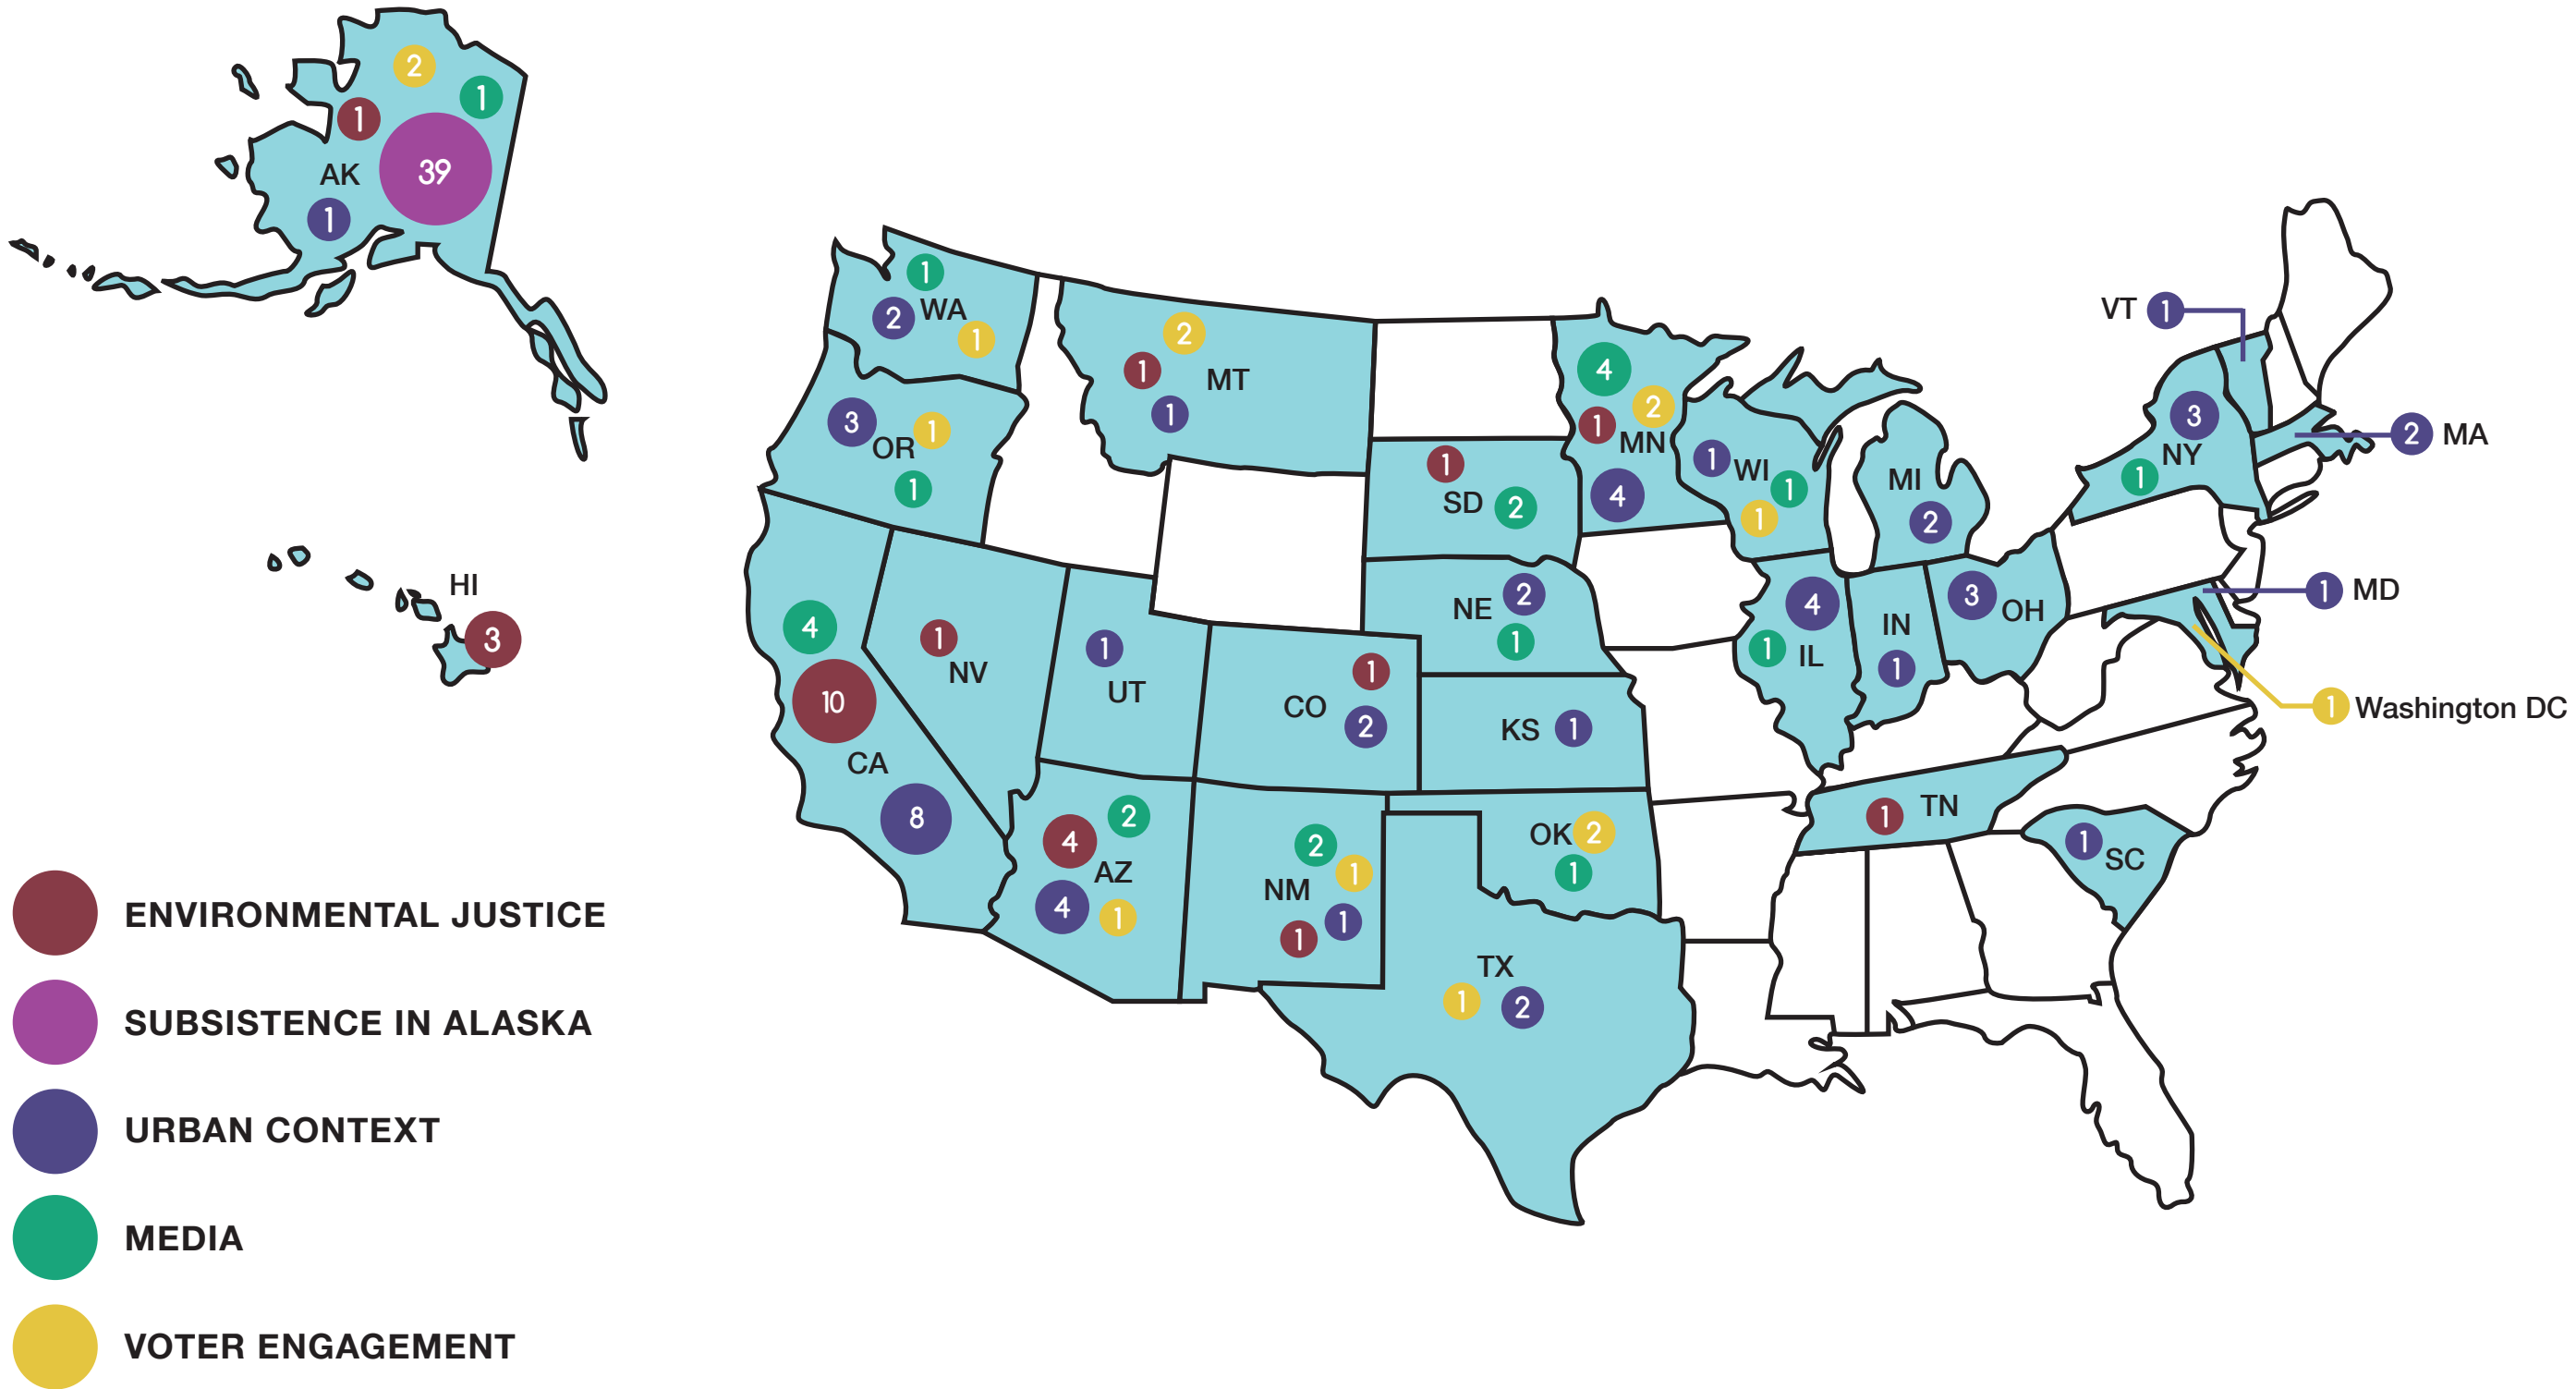 2
1
1
39
AK
1
HI
3
1
2 WA
1
2
1
MT
1
3
OR
1
1
4
10
CA
8
1
NV
1
UT
1
CO
2
4
2
AZ
4
1
2
1
NM
1
1
1
SD
2
2
NE
1
KS 1
OK 2
1
TX
1
2
4
2
1
MN
4
1
WI
1
1
MI
2
4
1
IL
IN
1
3
OH
1
TN
1
SC
VT 1
3
NY
1
2 MA
1 MD
1 Washington DC
ENVIRONMENTAL JUSTICE
SUBSISTENCE IN ALASKA
URBAN CONTEXT
MEDIA
VOTER ENGAGEMENT